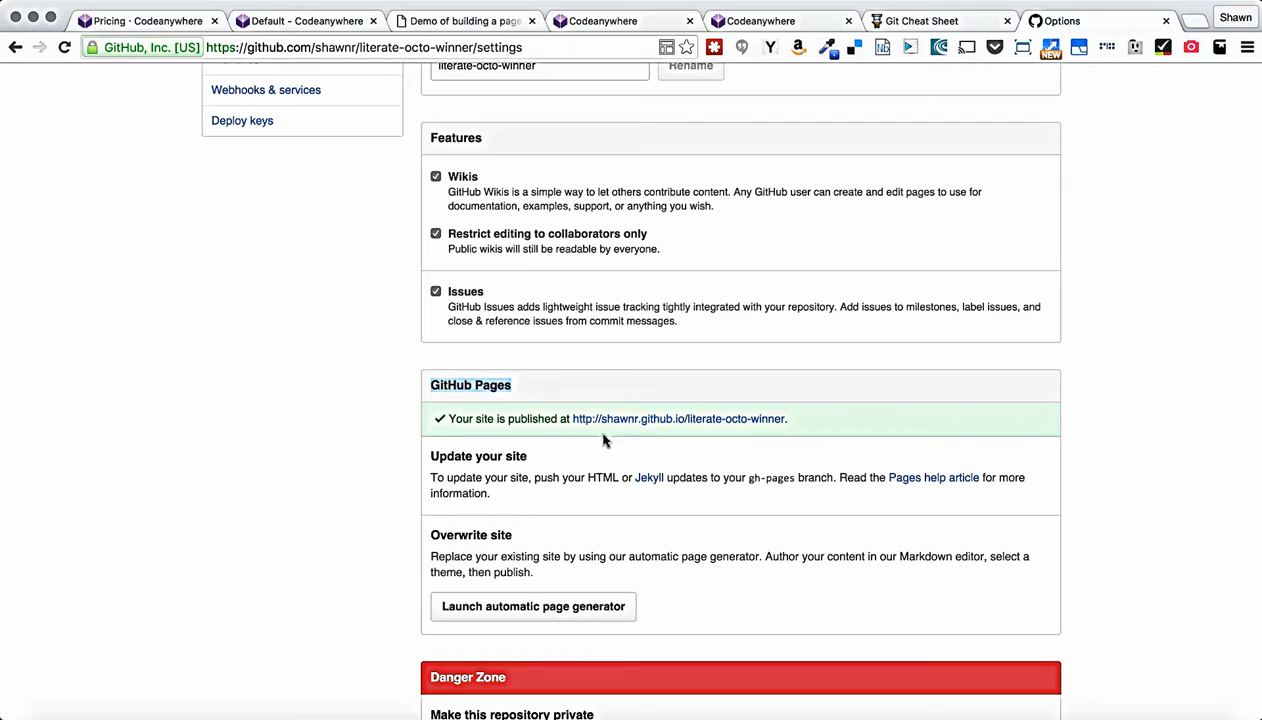 Pricing - Codeanywhere
Default - Codeanywhere
Demo of building a page
Codeanywhere
Codeanywhere
Git Cheat Sheet
Options
Shawn
GitHub, Inc. [US]
https://github.com/shawnr/literate-octo-winner/settings
NEW
literate-octo-winner
Rename
Webhooks & services
Deploy keys
Features
Wikis
GitHub Wikis is a simple way to let others contribute content. Any GitHub user can create and edit pages to use for
documentation, examples, support, or anything you wish.
Restrict editing to collaborators only
Public wikis will still be readable by everyone.
Issues
GitHub Issues adds lightweight issue tracking tightly integrated with your repository. Add issues to milestones, label issues, and
close & reference issues from commit messages.
GitHub Pages
Your site is published at http://shawnr.github.io/literate-octo-winner.
Update your site
To update your site, push your HTML or Jekyll updates to your gh-pages branch. Read the Pages help article for more
information.
Overwrite site
Replace your existing site by using our automatic page generator. Author your content in our Markdown editor, select a
theme, then publish.
Launch automatic page generator
Danger Zone
Make this repository private